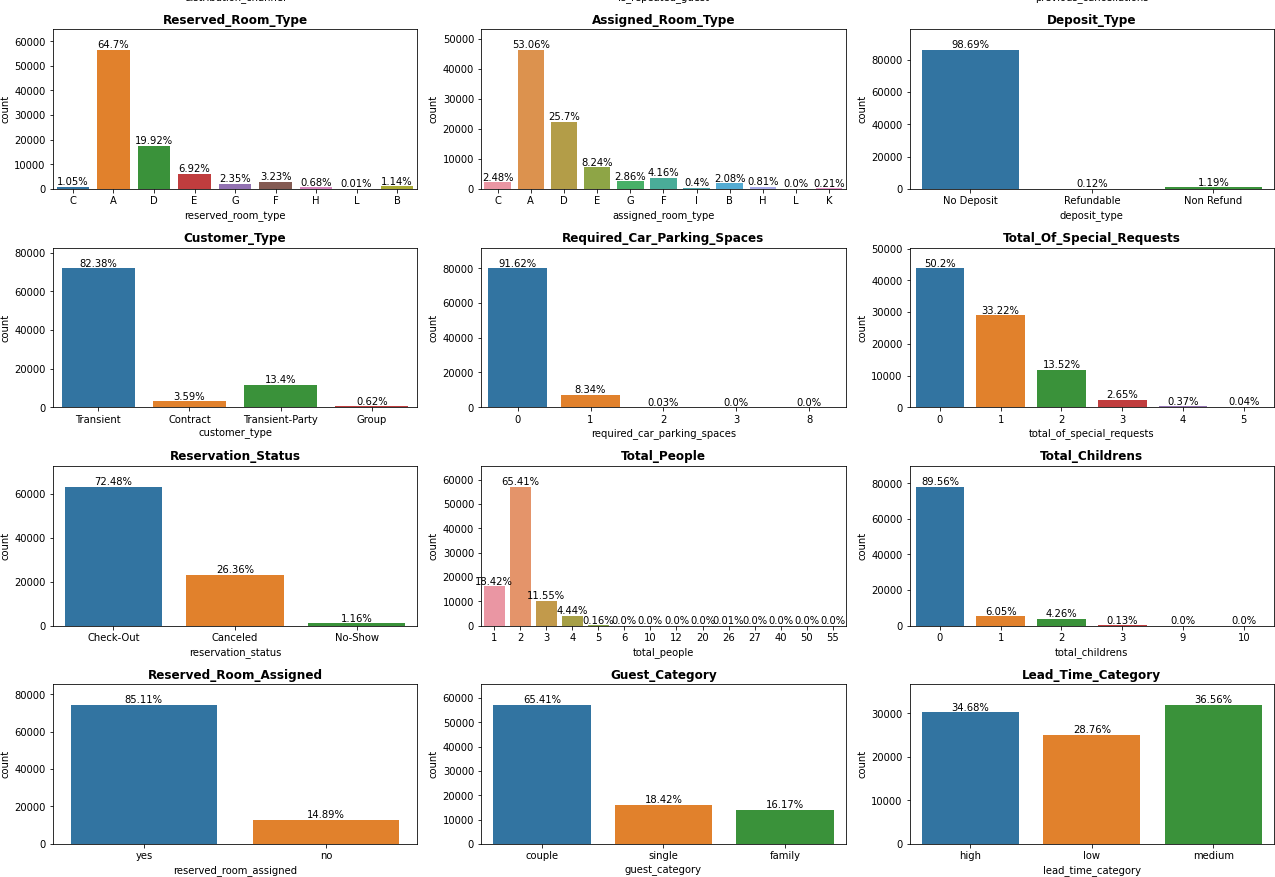 distribution_channel
is_repeated_guest
previous_cancellations
Reserved_Room_Type
60000
50000
40000
30000
20000
10000
0
count
1.05%
64.7%
19.92%
6.92%
2.35%
3.23%
0.68%
0.01%
1.14%
C A D E G F H L B
reserved_room_type
Assigned_Room_Type
50000
40000
30000
20000
10000
0
count
2.48%
53.06%
25.7%
8.24%
2.86%
4.16%
0.4%
2.08%
0.81%
0.0%
0.21%
C A D E G F I B H L K
assigned_room_type
Deposit_Type
80000
60000
40000
20000
0
count
98.69%
0.12%
1.19%
No Deposit Refundable Non Refund
deposit_type
Customer_Type
80000
60000
40000
20000
0
count
82.38%
3.59%
13.4%
0.62%
Transient Contract Transient-Party Group
customer_type
Required_Car_Parking_Spaces
80000
60000
40000
20000
0
count
91.62%
8.34%
0.03%
0.0%
0.0%
0 1 2 3 8
required_car_parking_spaces
Total_Of_Special_Requests
50000
40000
30000
20000
10000
0
count
50.2%
33.22%
13.52%
2.65%
0.37%
0.04%
0 1 2 3 4 5
total_of_special_requests
Reservation_Status
60000
40000
20000
0
count
72.48%
26.36%
1.16%
Check-Out Canceled No-Show
reservation_status
Total_People
60000
50000
40000
30000
20000
10000
0
count
18.42%
65.41%
11.55%
4.44%
0.16%
0.0%
0.0%
0.0%
0.0%
0.01%
0.0%
0.0%
0.0%
0.0%
1 2 3 4 5 6 10 12 20 26 27 40 50 55
total_people
Total_Childrens
80000
60000
40000
20000
0
count
89.56%
6.05%
4.26%
0.13%
0.0%
0.0%
0 1 2 3 9 10
total_childrens
Reserved_Room_Assigned
80000
60000
40000
20000
0
count
85.11%
14.89%
yes no
reserved_room_assigned
Guest_Category
60000
50000
40000
30000
20000
10000
0
count
65.41%
18.42%
16.17%
couple single family
guest_category
Lead_Time_Category
30000
20000
10000
0
count
34.68%
28.76%
36.56%
high low medium
lead_time_category